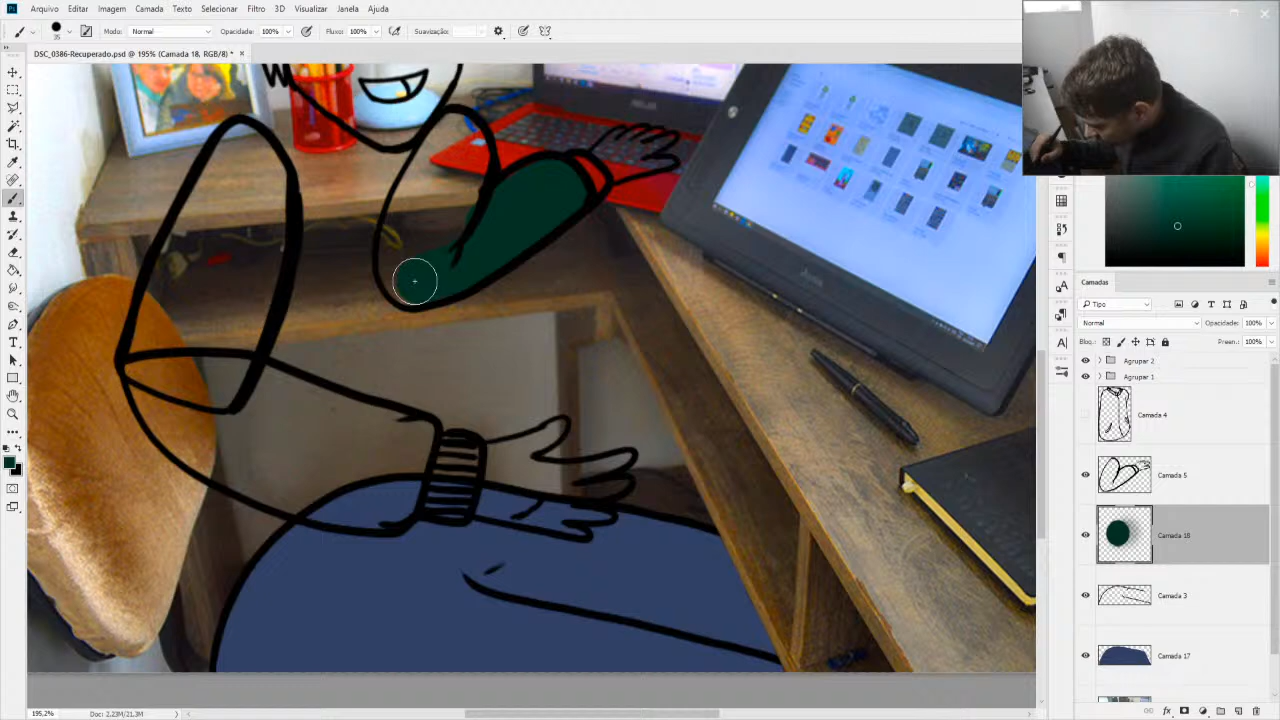 Arquivo Editar Imagem Camada Texto Selecionar Filtro 3D Visualizar Janela Ajuda
35 Modo: Normal Opacidade: 100% Fluxo: 100% Suavização:
DSC_0386-Recuperado.psd @ 195% (Camada 18, RGB/8) * ×
ASUS
Camadas
Tipo
Normal Opacidade: 100%
Bloq.: Preen.: 100%
Agrupar 2
Agrupar 1
Camada 4
Camada 5
Camada 18
Camada 3
Camada 17
195,2% Doc: 2,23M/21,3M